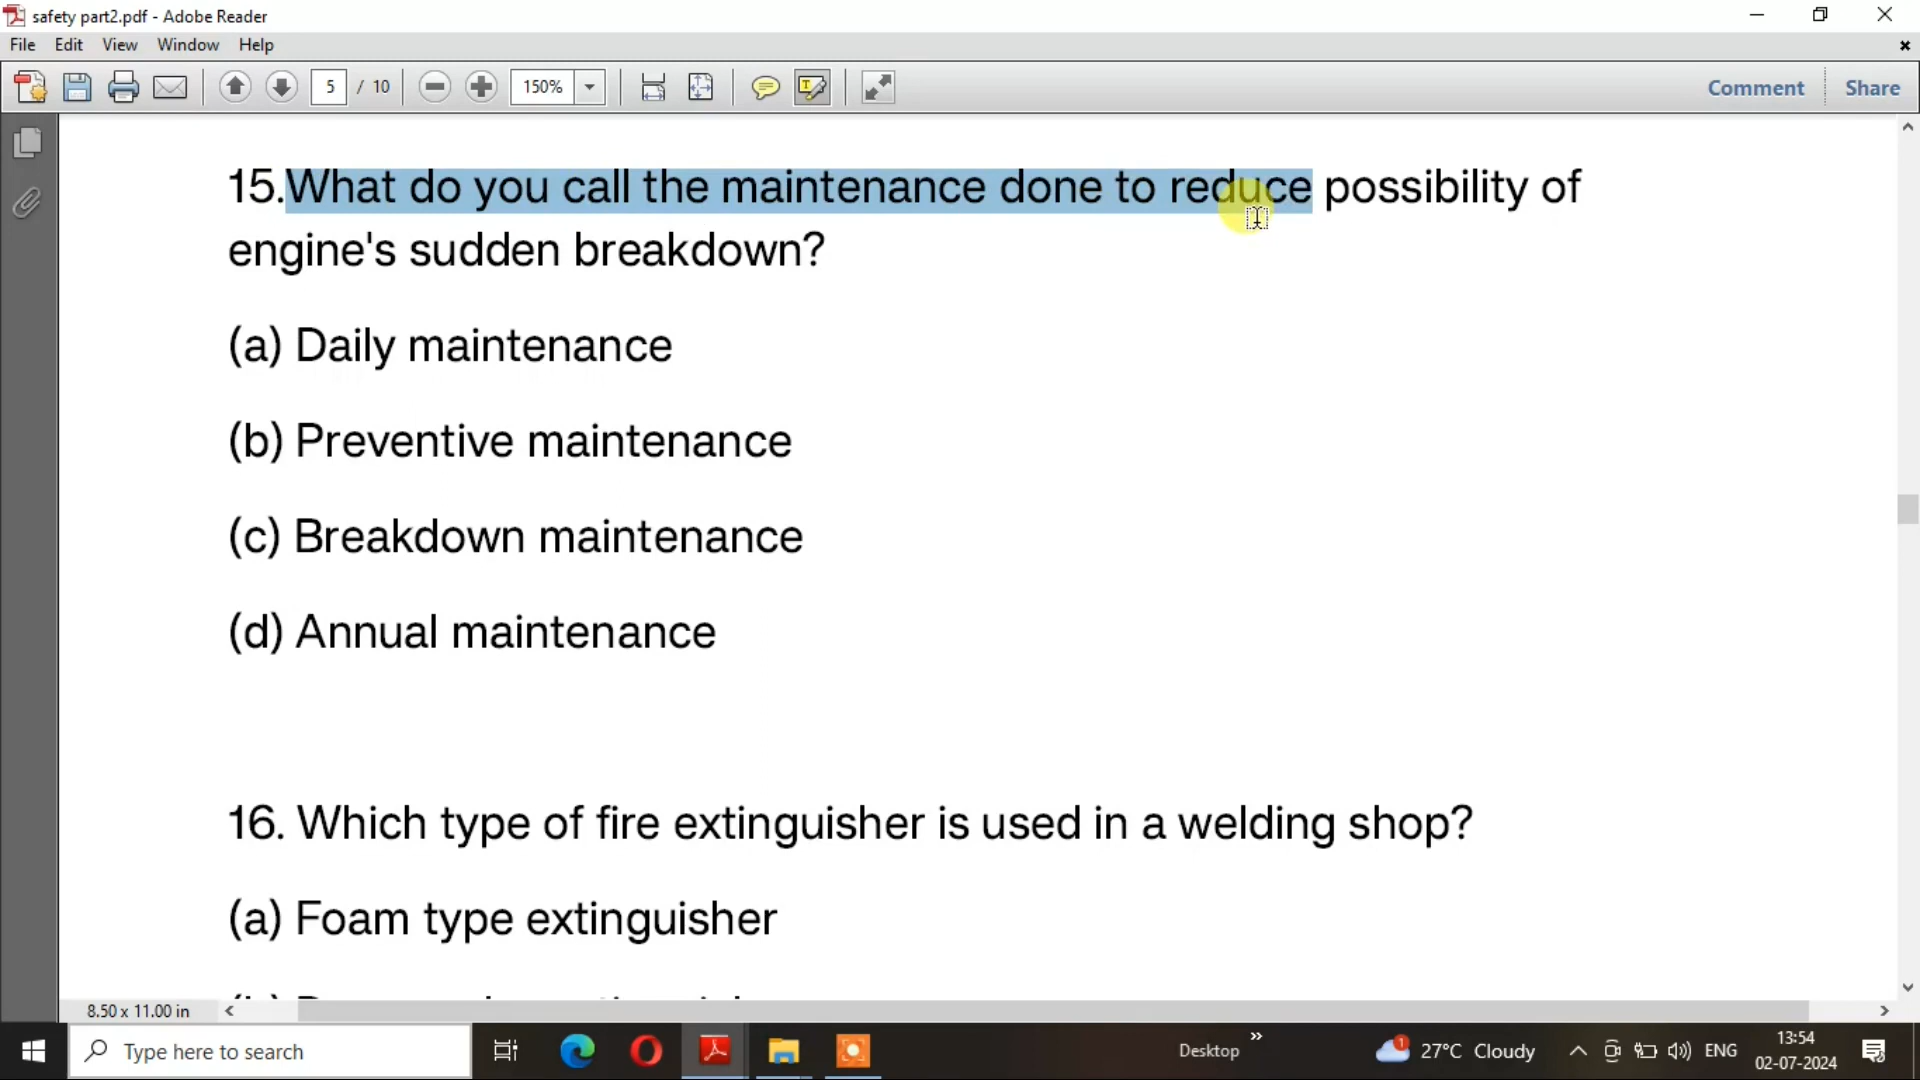 safety part2.pdf - Adobe Reader
File Edit View Window Help
5 / 10 150% Comment Share
15.What do you call the maintenance done to reduce possibility of
engine's sudden breakdown?
(a) Daily maintenance
(b) Preventive maintenance
(c) Breakdown maintenance
(d) Annual maintenance
16. Which type of fire extinguisher is used in a welding shop?
(a) Foam type extinguisher
8.50 x 11.00 in
Type here to search Desktop 1 27°C Cloudy ENG 13:54
02-07-2024